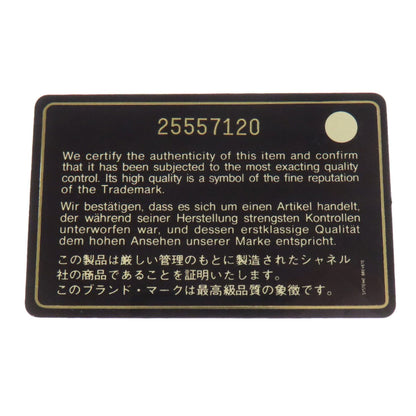 25557120
We certify the authenticity of this item and confirm
that it has been subjected to the most exacting quality
control. Its high quality is a symbol of the fine reputation
of the Trademark.
Wir bestätigen, dass es sich um einen Artikel handelt,
der während seiner Herstellung strengsten Kontrollen
unterworfen war, und dessen erstklassige Qualität
dem hohen Ansehen unserer Marke entspricht.
この製品は厳しい管理のもとに製造されたシャネル
社の商品であることを証明いたします。
このブランド・マークは最高級品質の象徴です。